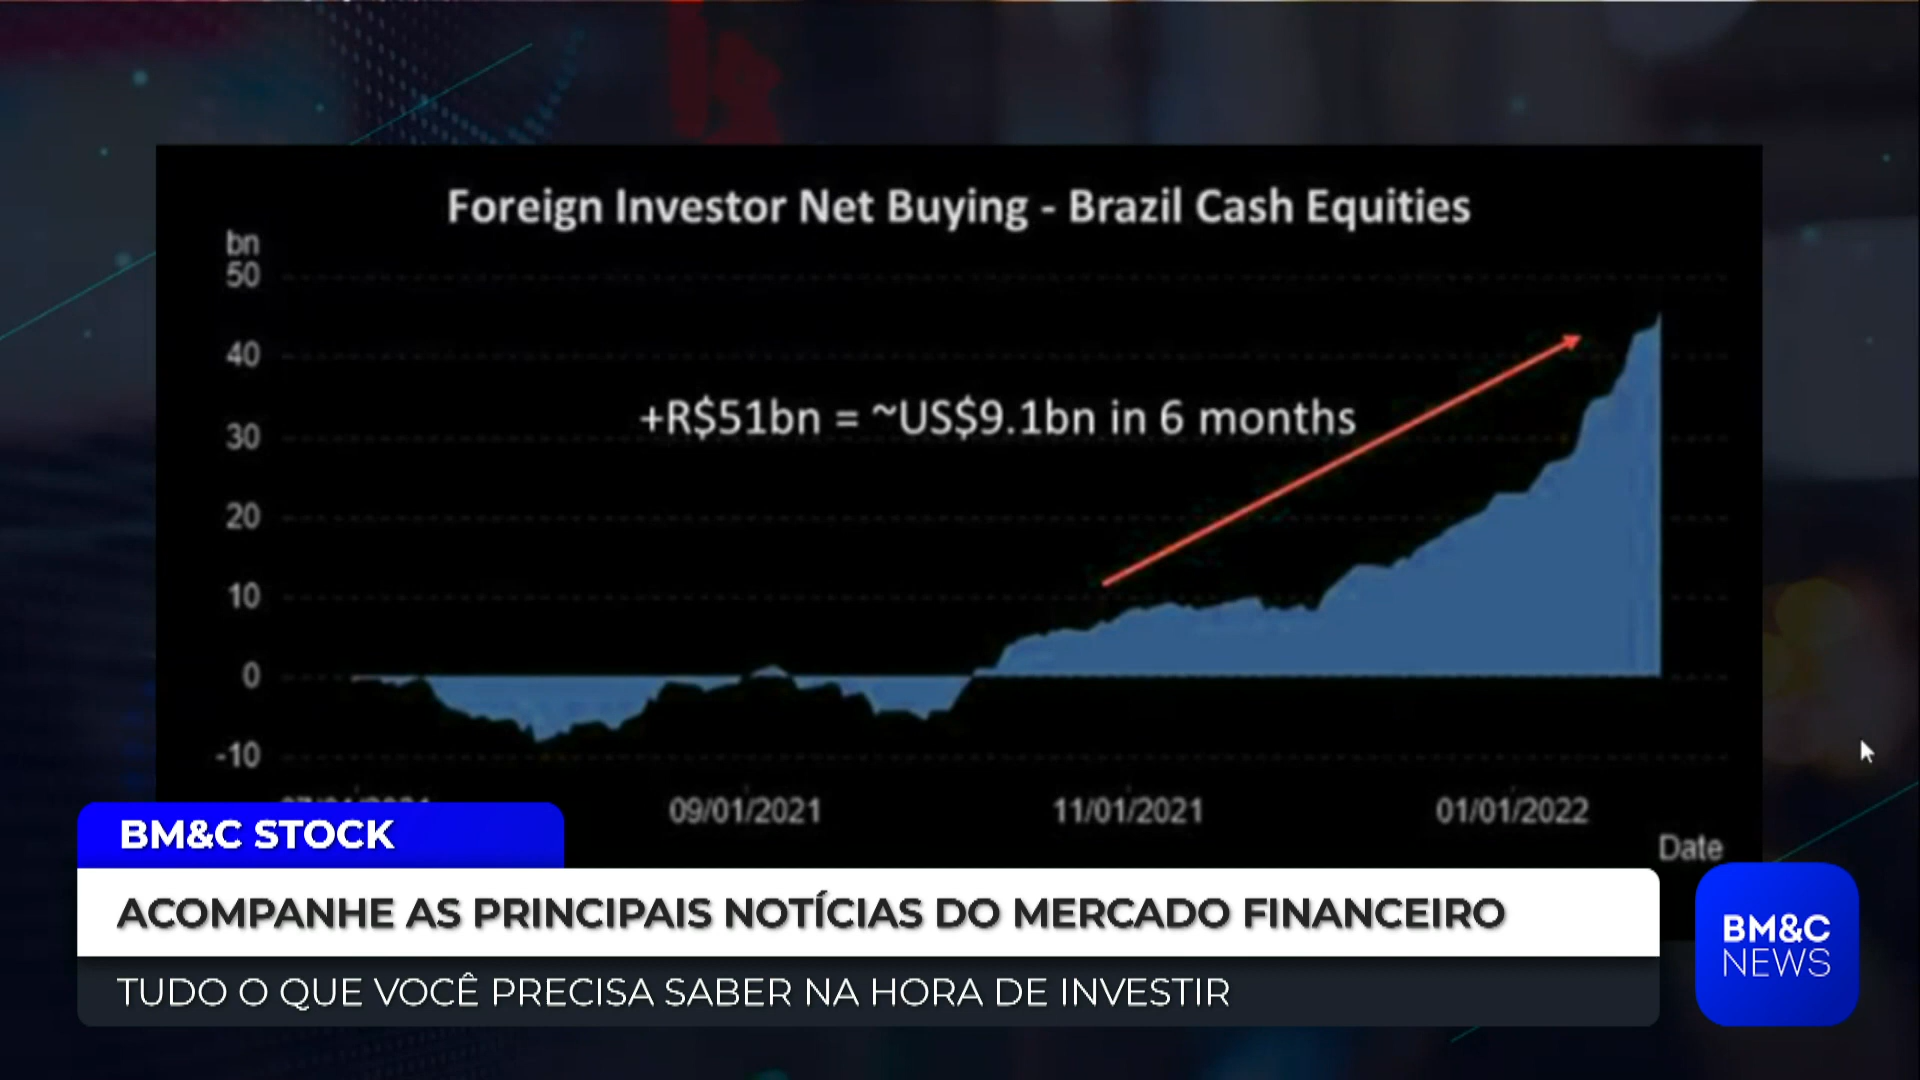 Foreign Investor Net Buying - Brazil Cash Equities
bn
50
40
+R$51bn = ~US$9.1bn in 6 months
30
20
10
0
-10
09/01/2021
11/01/2021
01/01/2022
Date
BM&C STOCK
ACOMPANHE AS PRINCIPAIS NOTÍCIAS DO MERCADO FINANCEIRO
TUDO O QUE VOCÊ PRECISA SABER NA HORA DE INVESTIR
BM&C
NEWS